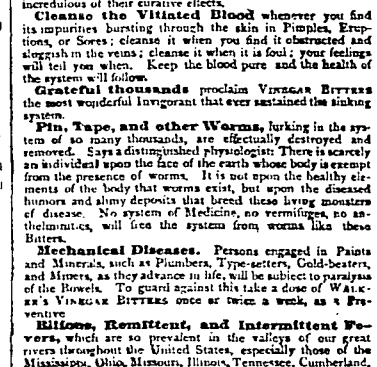 incredulous of their curative effects.
Cleanse the Vitiated Blood whenever you find
its impurities bursting through the skin in Pimples, Erup-
tions, or Sores; cleanse it when you find it obstructed and
sluggish in the veins; cleanse it when it is foul; your feelings
will tell you when. Keep the blood pure and the health of
the system will follow.
Grateful thousands proclaim VINEGAR BITTERS
the most wonderful Invigorant that ever sustained the sinking
system.
Pin, Tape, and other Worms, lurking in the sys-
tem of so many thousands, are effectually destroyed and
removed. Says a distinguished physiologist: There is scarcely
an individual upon the face of the earth whose body is exempt
from the presence of worms. It is not upon the healthy ele-
ments of the body that worms exist, but upon the diseased
humors and slimy deposits that breed these living monsters
of disease. No system of Medicine, no vermifuges, no an-
thelminitics, will free the system from worms like these
Bitters.
Mechanical Diseases. Persons engaged in Paints
and Minerals, such as Plumbers, Type-setters, Gold-beaters,
and Miners, as they advance in life, will be subject to paralysis
of the Bowels. To guard against this take a dose of WALK-
ER'S VINEGAR BITTERS once or twice a week, as a Pre-
ventive
Bilious, Remittent, and Intermittent Fe-
vers, which are so prevalent in the valleys of our great
rivers throughout the United States, especially those of the
Mississippi, Ohio, Missouri, Illinois, Tennessee, Cumberland,